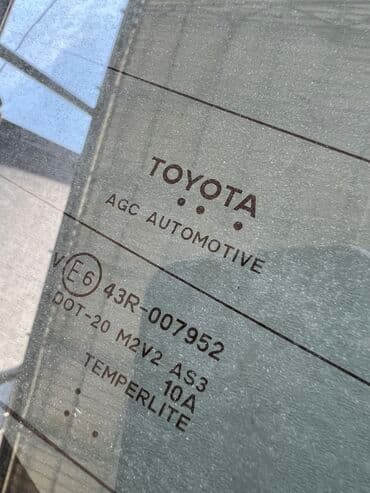 TOYOTA
AGC AUTOMOTIVE
V E6 43R-007952
DOT-20 M2V2 AS3
10A
TEMPERLITE